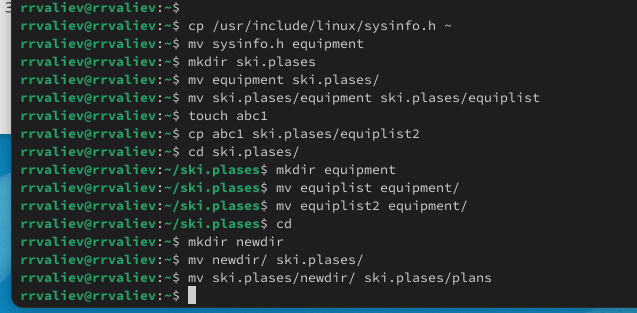 3
rrvaliev@rrvaliev:~$
rrvaliev@rrvaliev:~$ cp /usr/include/linux/sysinfo.h ~
rrvaliev@rrvaliev:~$ mv sysinfo.h equipment
rrvaliev@rrvaliev:~$ mkdir ski.plases
rrvaliev@rrvaliev:~$ mv equipment ski.plases/
rrvaliev@rrvaliev:~$ mv ski.plases/equipment ski.plases/equiplist
rrvaliev@rrvaliev:~$ touch abc1
rrvaliev@rrvaliev:~$ cp abc1 ski.plases/equiplist2
rrvaliev@rrvaliev:~$ cd ski.plases/
rrvaliev@rrvaliev:~/ski.plases$ mkdir equipment
rrvaliev@rrvaliev:~/ski.plases$ mv equiplist equipment/
rrvaliev@rrvaliev:~/ski.plases$ mv equiplist2 equipment/
rrvaliev@rrvaliev:~/ski.plases$ cd
rrvaliev@rrvaliev:~$ mkdir newdir
rrvaliev@rrvaliev:~$ mv newdir/ ski.plases/
rrvaliev@rrvaliev:~$ mv ski.plases/newdir/ ski.plases/plans
rrvaliev@rrvaliev:~$